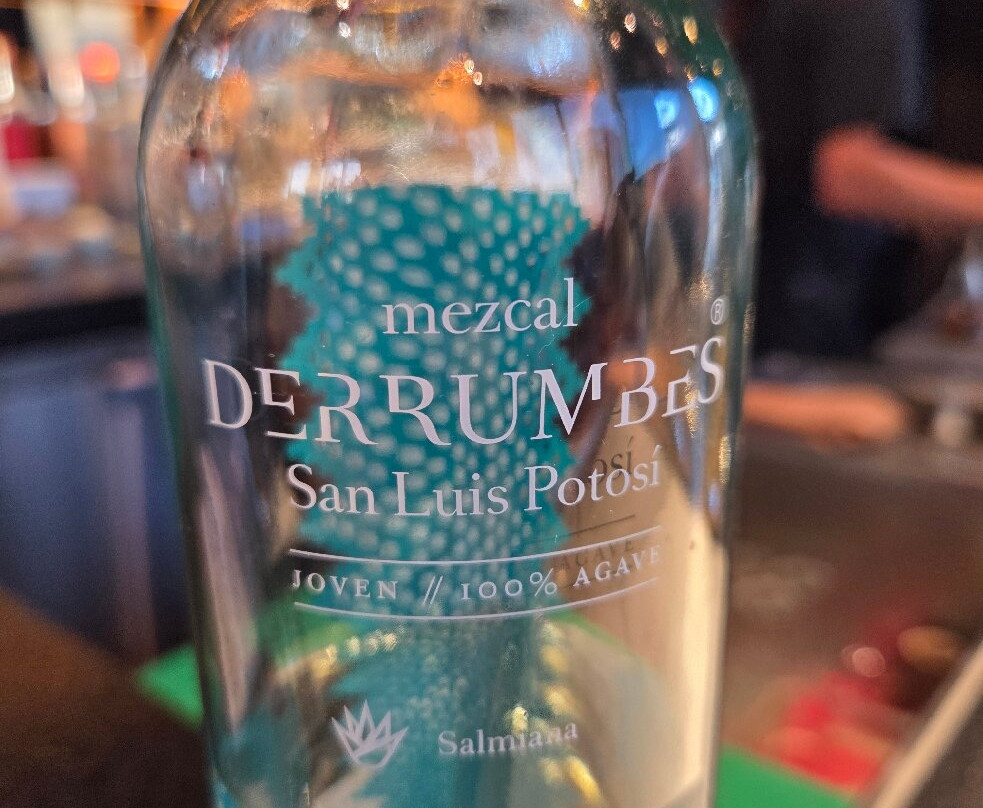 mezcal
DERRUMBES®
San Luis Potosí
JOVEN // 100% AGAVE
Salmiana